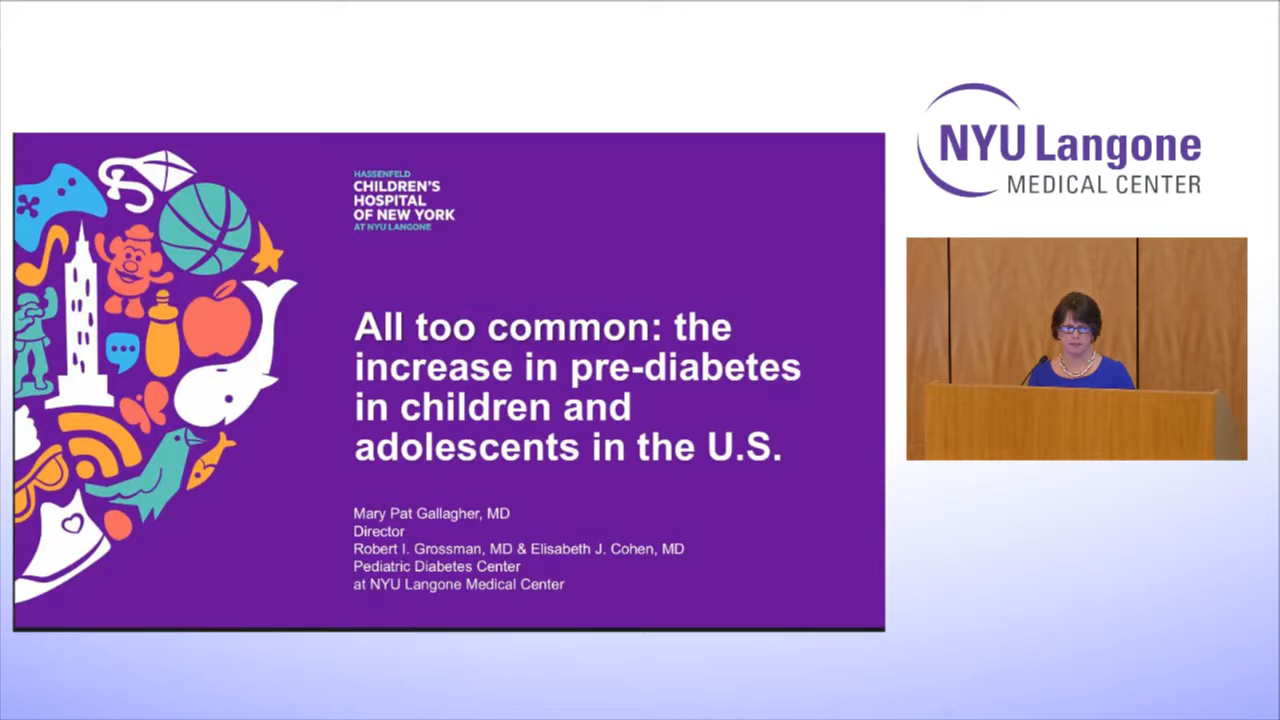 HASSENFELD
CHILDREN'S
HOSPITAL
OF NEW YORK
AT NYU LANGONE
All too common: the
increase in pre-diabetes
in children and
adolescents in the U.S.
Mary Pat Gallagher, MD
Director
Robert I. Grossman, MD & Elisabeth J. Cohen, MD
Pediatric Diabetes Center
at NYU Langone Medical Center
NYU Langone
MEDICAL CENTER